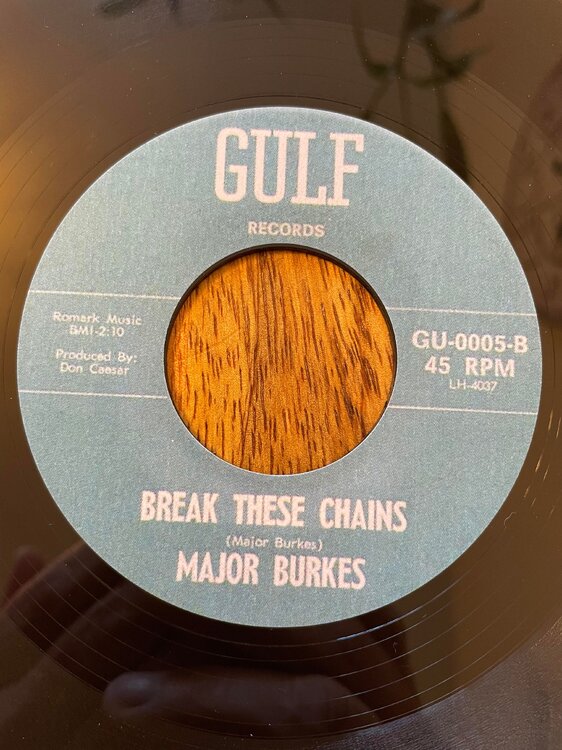 GULF
RECORDS
Romark Music
BMI-2:10
Produced By:
Don Caesar
GU-0005-B
45 RPM
LH-4037
BREAK THESE CHAINS
(Major Burkes)
MAJOR BURKES